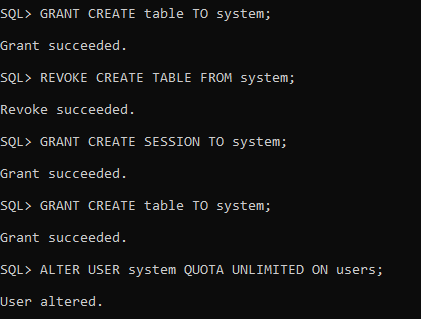 SQL> GRANT CREATE table TO system;
Grant succeeded.
SQL> REVOKE CREATE TABLE FROM system;
Revoke succeeded.
SQL> GRANT CREATE SESSION TO system;
Grant succeeded.
SQL> GRANT CREATE table TO system;
Grant succeeded.
SQL> ALTER USER system QUOTA UNLIMITED ON users;
User altered.